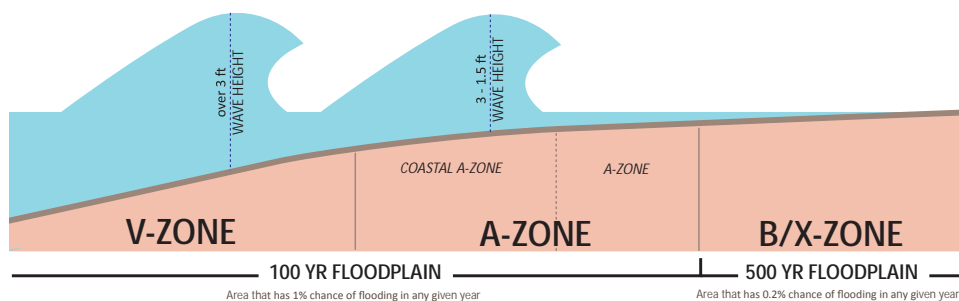 over 3 ft
WAVE HEIGHT
3 - 1.5 ft
WAVE HEIGHT
COASTAL A-ZONE
A-ZONE
V-ZONE
A-ZONE
B/X-ZONE
100 YR FLOODPLAIN
500 YR FLOODPLAIN
Area that has 1% chance of flooding in any given year
Area that has 0.2% chance of flooding in any given year